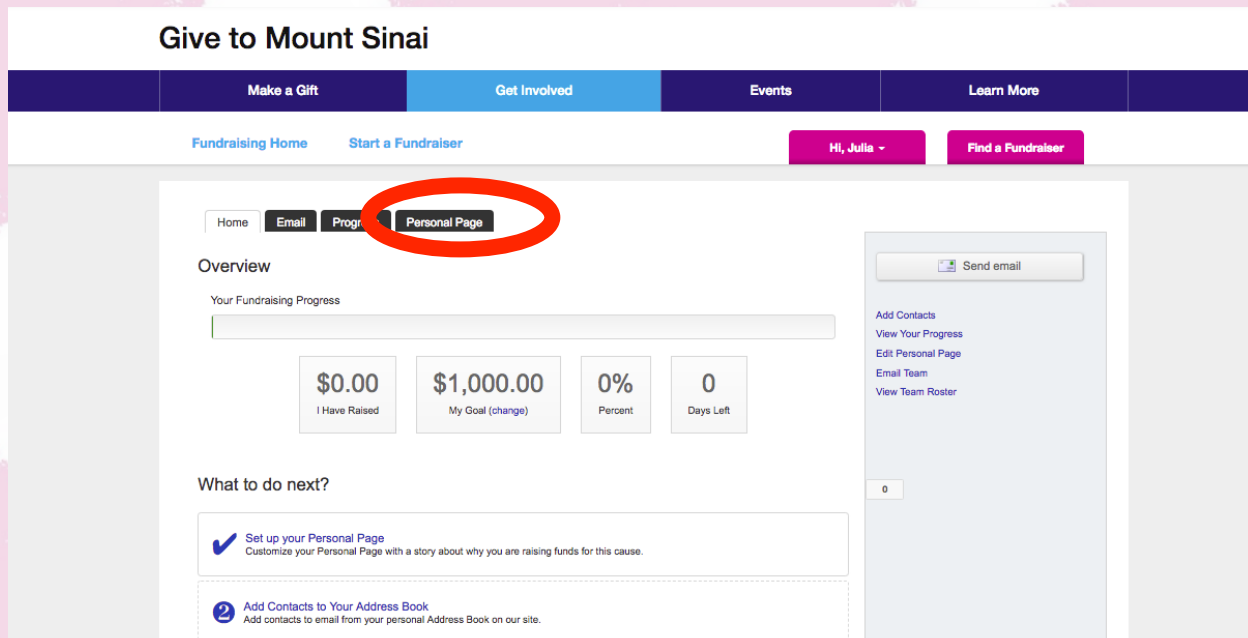 Give to Mount Sinai
Make a Gift Get Involved Events Learn More
Fundraising Home Start a Fundraiser Hi, Julia Find a Fundraiser
Home Email Personal Page
Overview
Send email
Your Fundraising Progress
Add Contacts
View Your Progress
Edit Personal Page
Email Team
View Team Roster
$0.00 $1,000.00 0% 0
I Have Raised My Goal (change) Percent Days Left
What to do next?
0
Set up your Personal Page
Customize your Personal Page with a story about why you are raising funds for this cause.
2 Add Contacts to Your Address Book
Add contacts to email from your personal Address Book on our site.